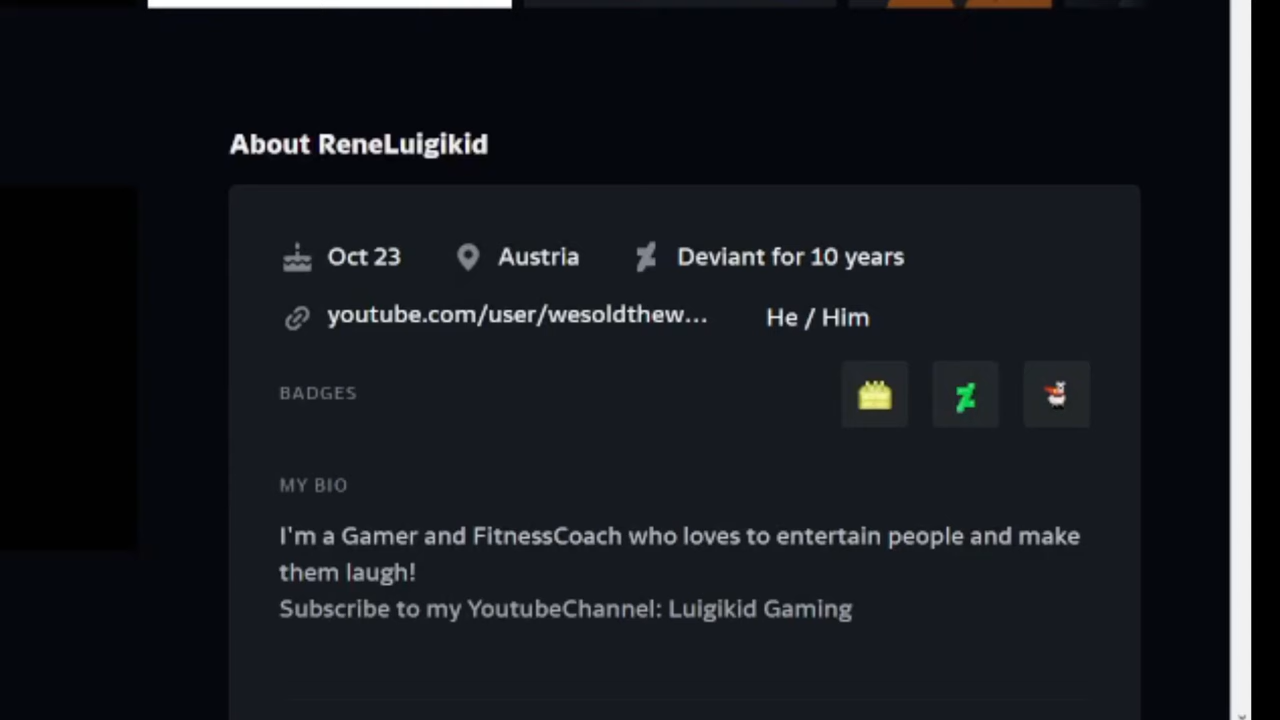 About ReneLuigikid
Oct 23 Austria Deviant for 10 years
youtube.com/user/wesoldthew... He / Him
BADGES
MY BIO
I'm a Gamer and FitnessCoach who loves to entertain people and make
them laugh!
Subscribe to my YoutubeChannel: Luigikid Gaming